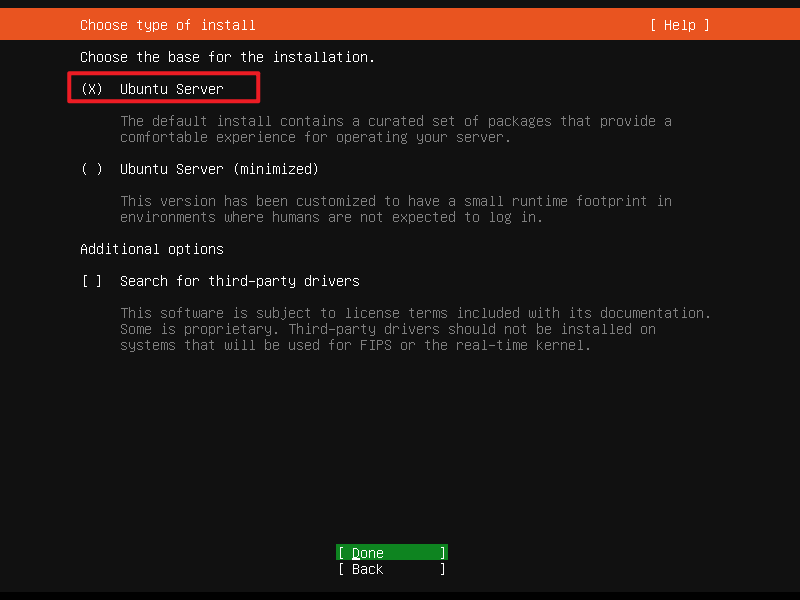 Choose type of install [ Help ]
Choose the base for the installation.
(X) Ubuntu Server
The default install contains a curated set of packages that provide a
comfortable experience for operating your server.
( ) Ubuntu Server (minimized)
This version has been customized to have a small runtime footprint in
environments where humans are not expected to log in.
Additional options
[ ] Search for third-party drivers
This software is subject to license terms included with its documentation.
Some is proprietary. Third-party drivers should not be installed on
systems that will be used for FIPS or the real-time kernel.
[ Done ]
[ Back ]